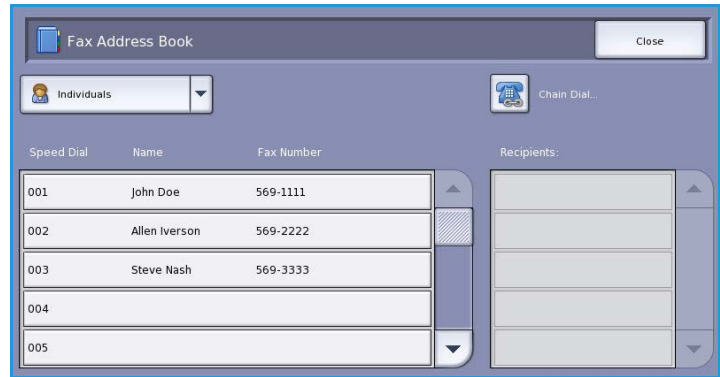 Fax Address Book
Close
Individuals
Chain Dial...
Speed Dial Name Fax Number
Recipients:
001 John Doe 569-1111
002 Allen Iverson 569-2222
003 Steve Nash 569-3333
004
005